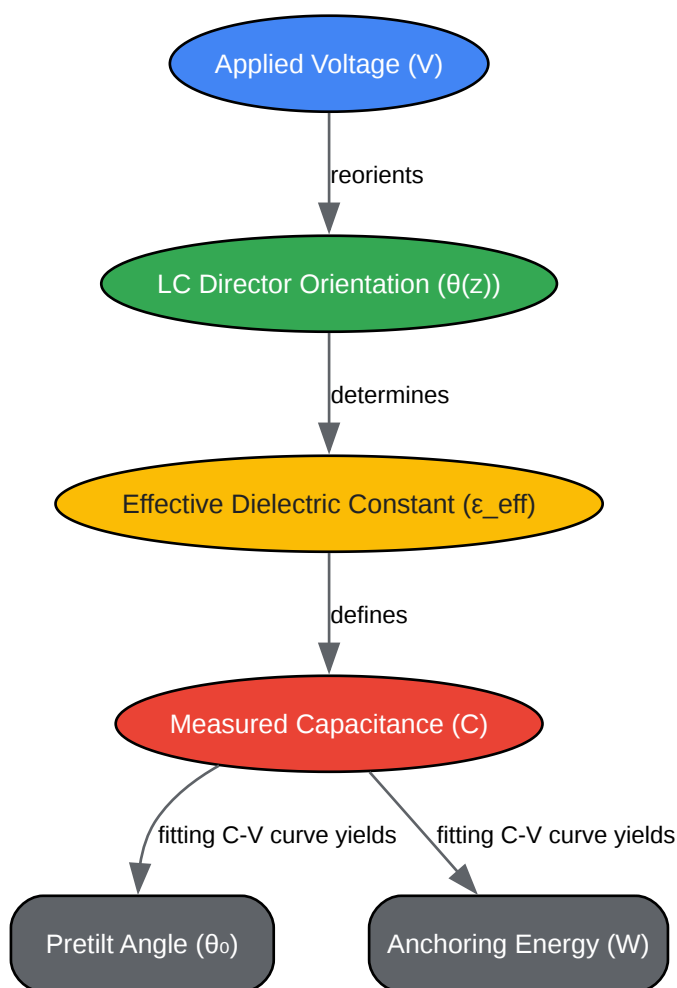 Applied Voltage (V)
reorients
LC Director Orientation (θ(z))
determines
Effective Dielectric Constant (ε_eff)
defines
Measured Capacitance (C)
fitting C-V curve yields
fitting C-V curve yields
Pretilt Angle (θ₀)
Anchoring Energy (W)